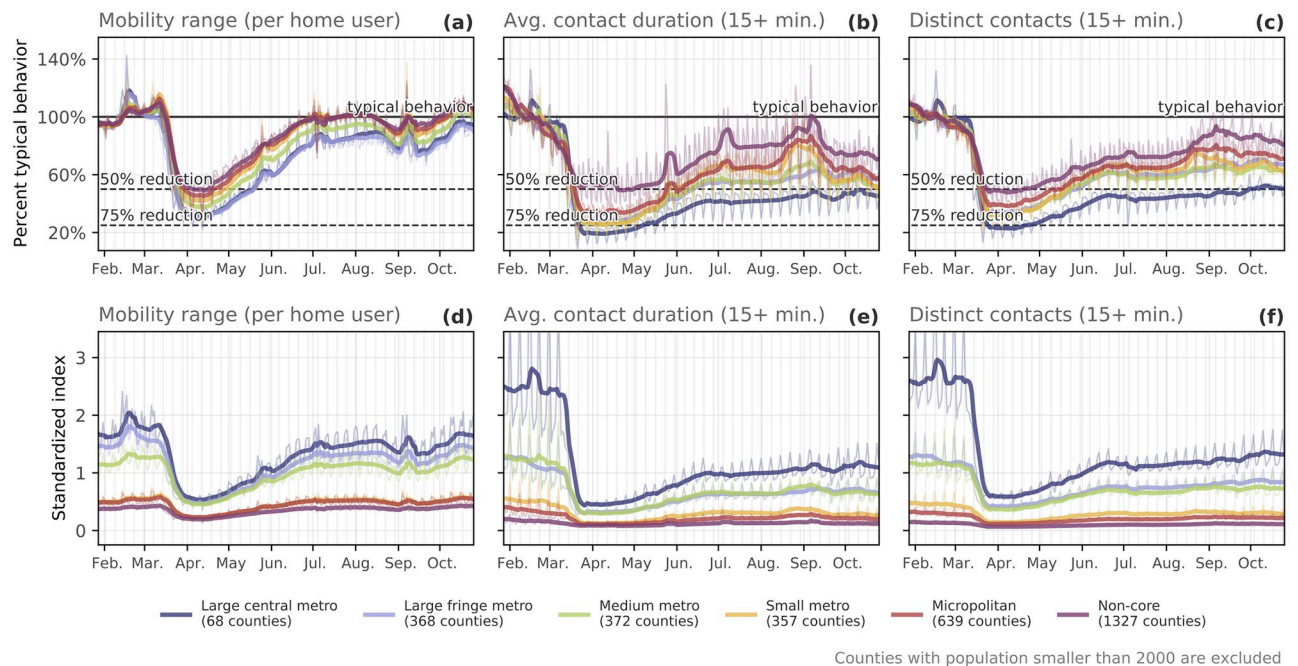 Mobility range (per home user) (a)
Avg. contact duration (15+ min.) (b)
Distinct contacts (15+ min.) (c)
Percent typical behavior
140%
100%
60%
20%
typical behavior
50% reduction
75% reduction
typical behavior
50% reduction
75% reduction
typical behavior
50% reduction
75% reduction
Feb. Mar. Apr. May Jun. Jul. Aug. Sep. Oct.
Feb. Mar. Apr. May Jun. Jul. Aug. Sep. Oct.
Feb. Mar. Apr. May Jun. Jul. Aug. Sep. Oct.
Mobility range (per home user) (d)
Avg. contact duration (15+ min.) (e)
Distinct contacts (15+ min.) (f)
Standardized index
3
2
1
0
Feb. Mar. Apr. May Jun. Jul. Aug. Sep. Oct.
Feb. Mar. Apr. May Jun. Jul. Aug. Sep. Oct.
Feb. Mar. Apr. May Jun. Jul. Aug. Sep. Oct.
Large central metro
(68 counties)
Large fringe metro
(368 counties)
Medium metro
(372 counties)
Small metro
(357 counties)
Micropolitan
(639 counties)
Non-core
(1327 counties)
Counties with population smaller than 2000 are excluded